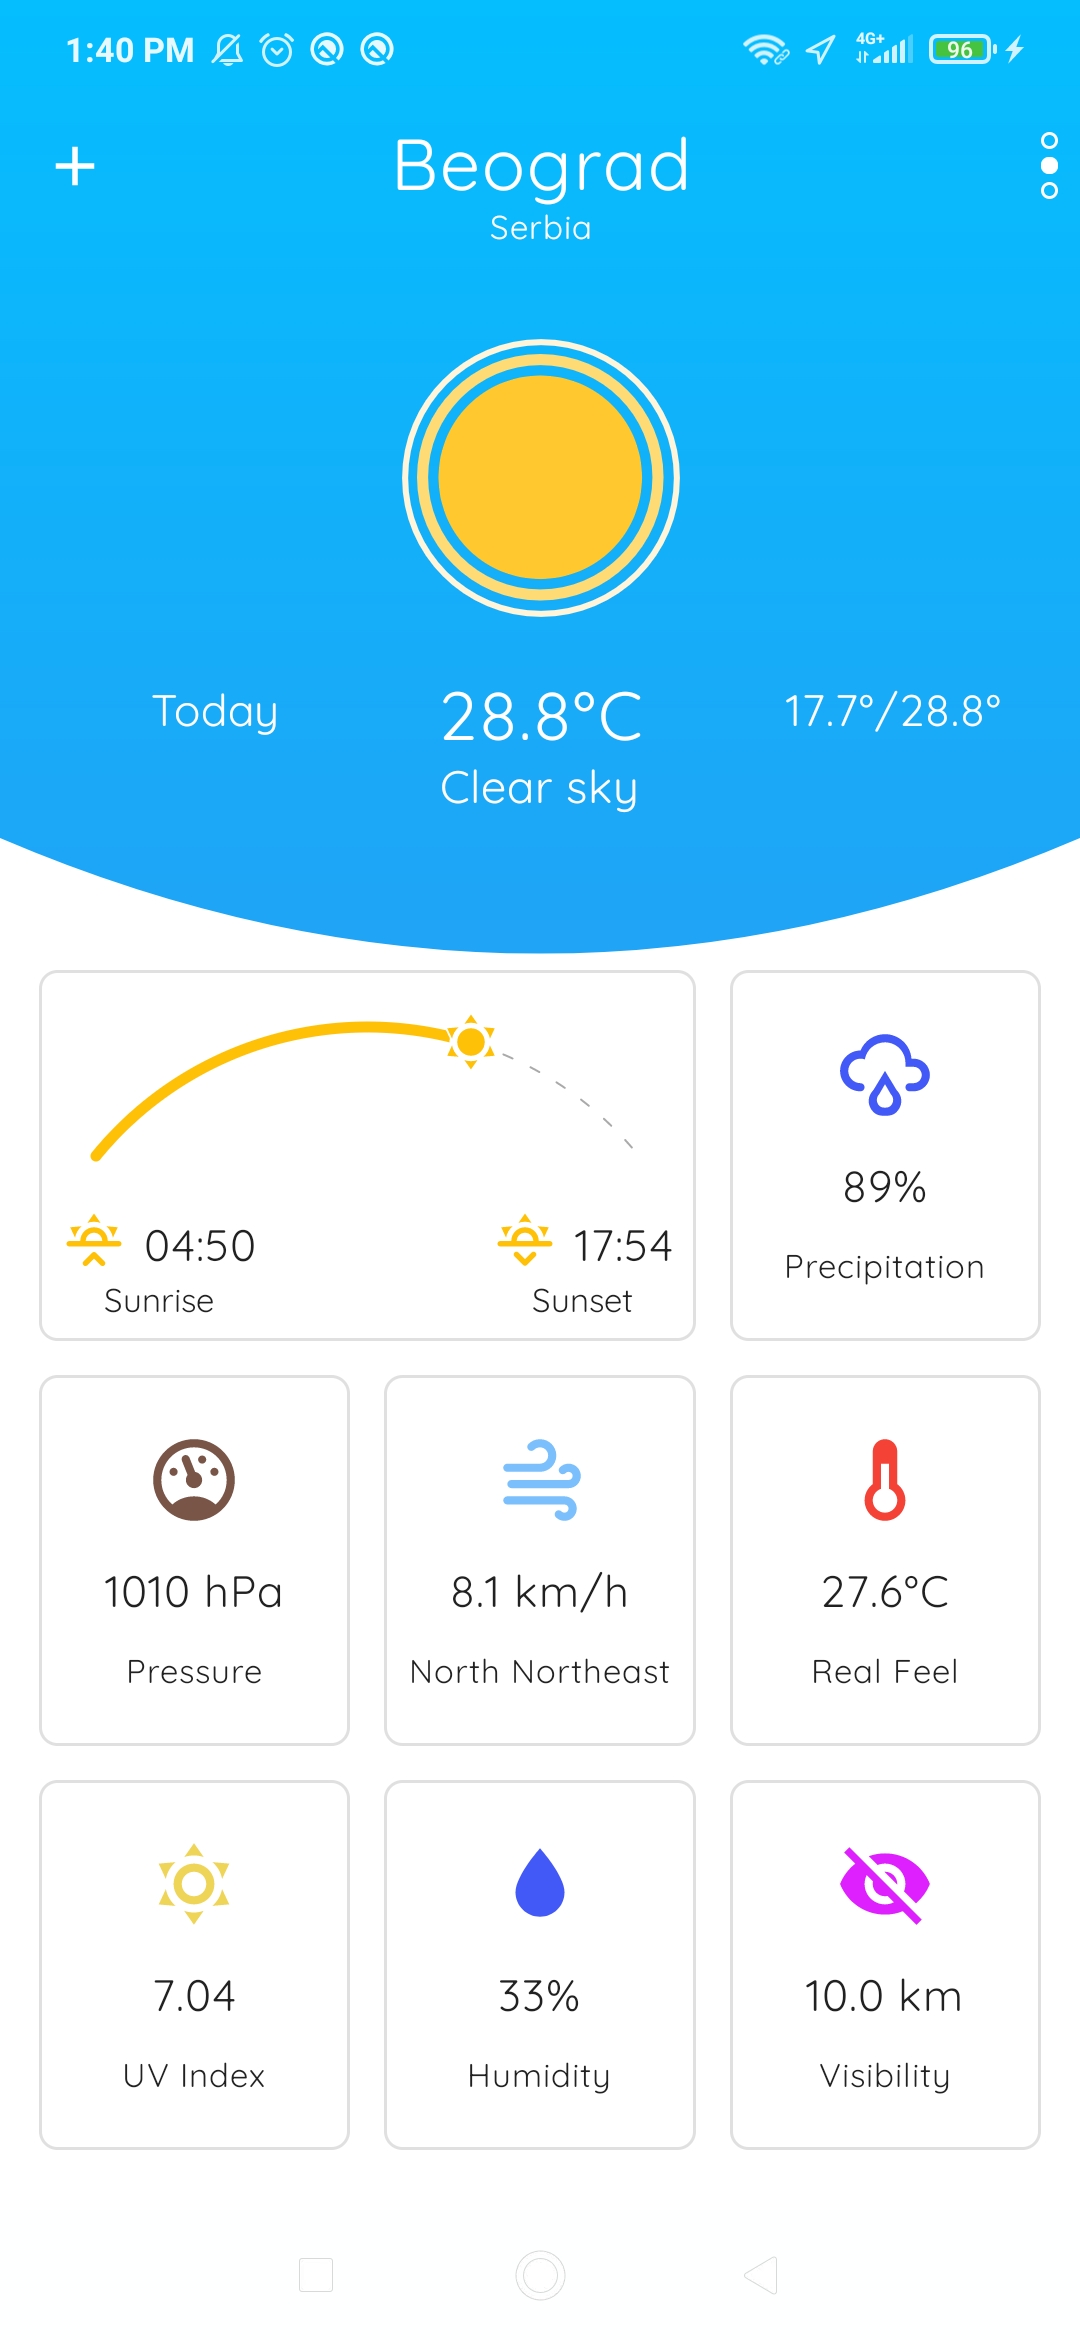 1:40 PM
4G+
96
Beograd
Serbia
Today
28.8°C
17.7°/28.8°
Clear sky
04:50
Sunrise
17:54
Sunset
89%
Precipitation
1010 hPa
Pressure
8.1 km/h
North Northeast
27.6°C
Real Feel
7.04
UV Index
33%
Humidity
10.0 km
Visibility